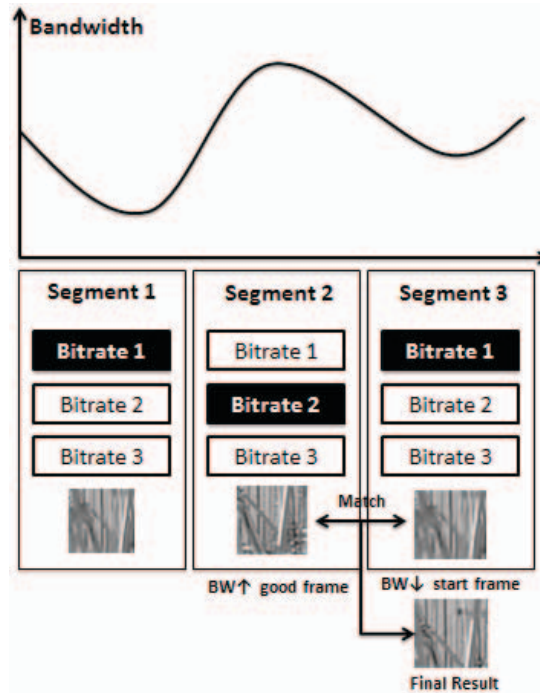 Bandwidth
Segment 1
Segment 2
Segment 3
Bitrate 1
Bitrate 1
Bitrate 1
Bitrate 2
Bitrate 2
Bitrate 2
Bitrate 3
Bitrate 3
Bitrate 3
Match
BW↑ good frame
BW↓ start frame
Final Result